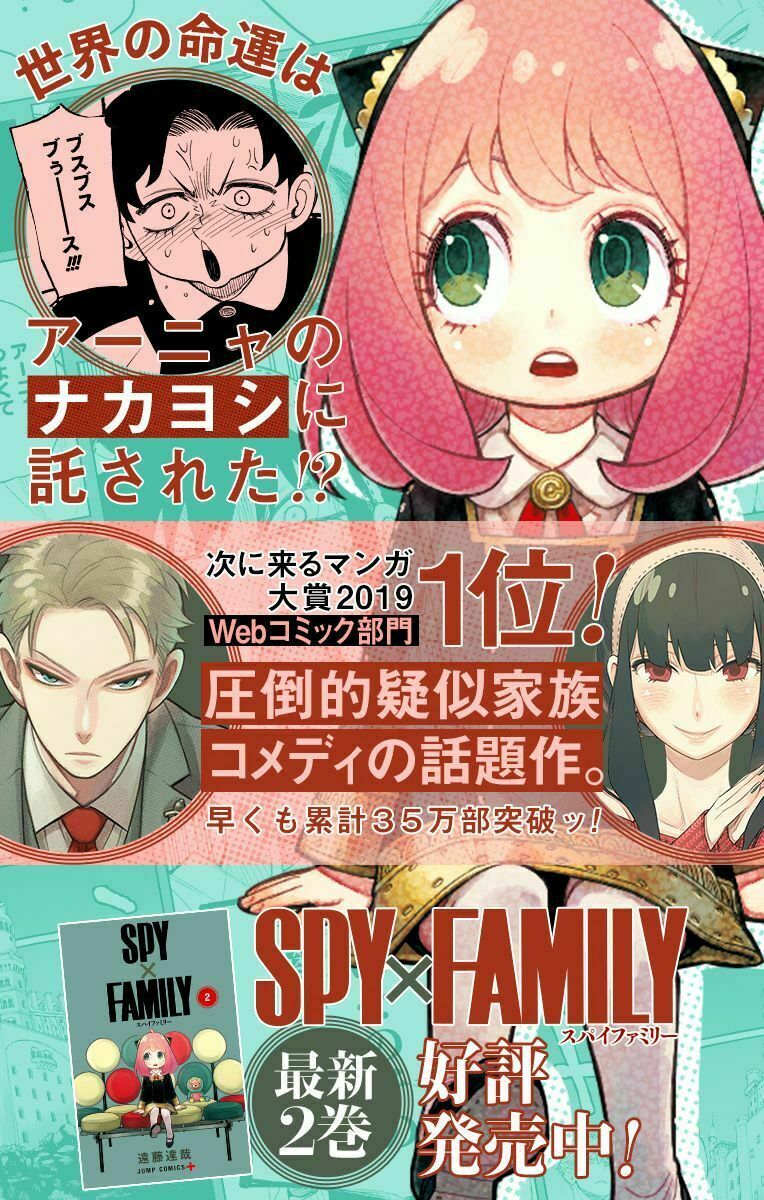 世界の命運は
ブスブス
ブゥーーース!!!
アーニャの
ナカヨシに
託された!?
次に来るマンガ
大賞2019
Webコミック部門
1位!
圧倒的疑似家族
コメディの話題作。
早くも累計35万部突破ッ!
SPY
×
FAMILY
2
スパイファミリー
遠藤達哉
JUMP COMICS+
SPY×FAMILY
スパイファミリー
最新
2巻
好評
発売中!